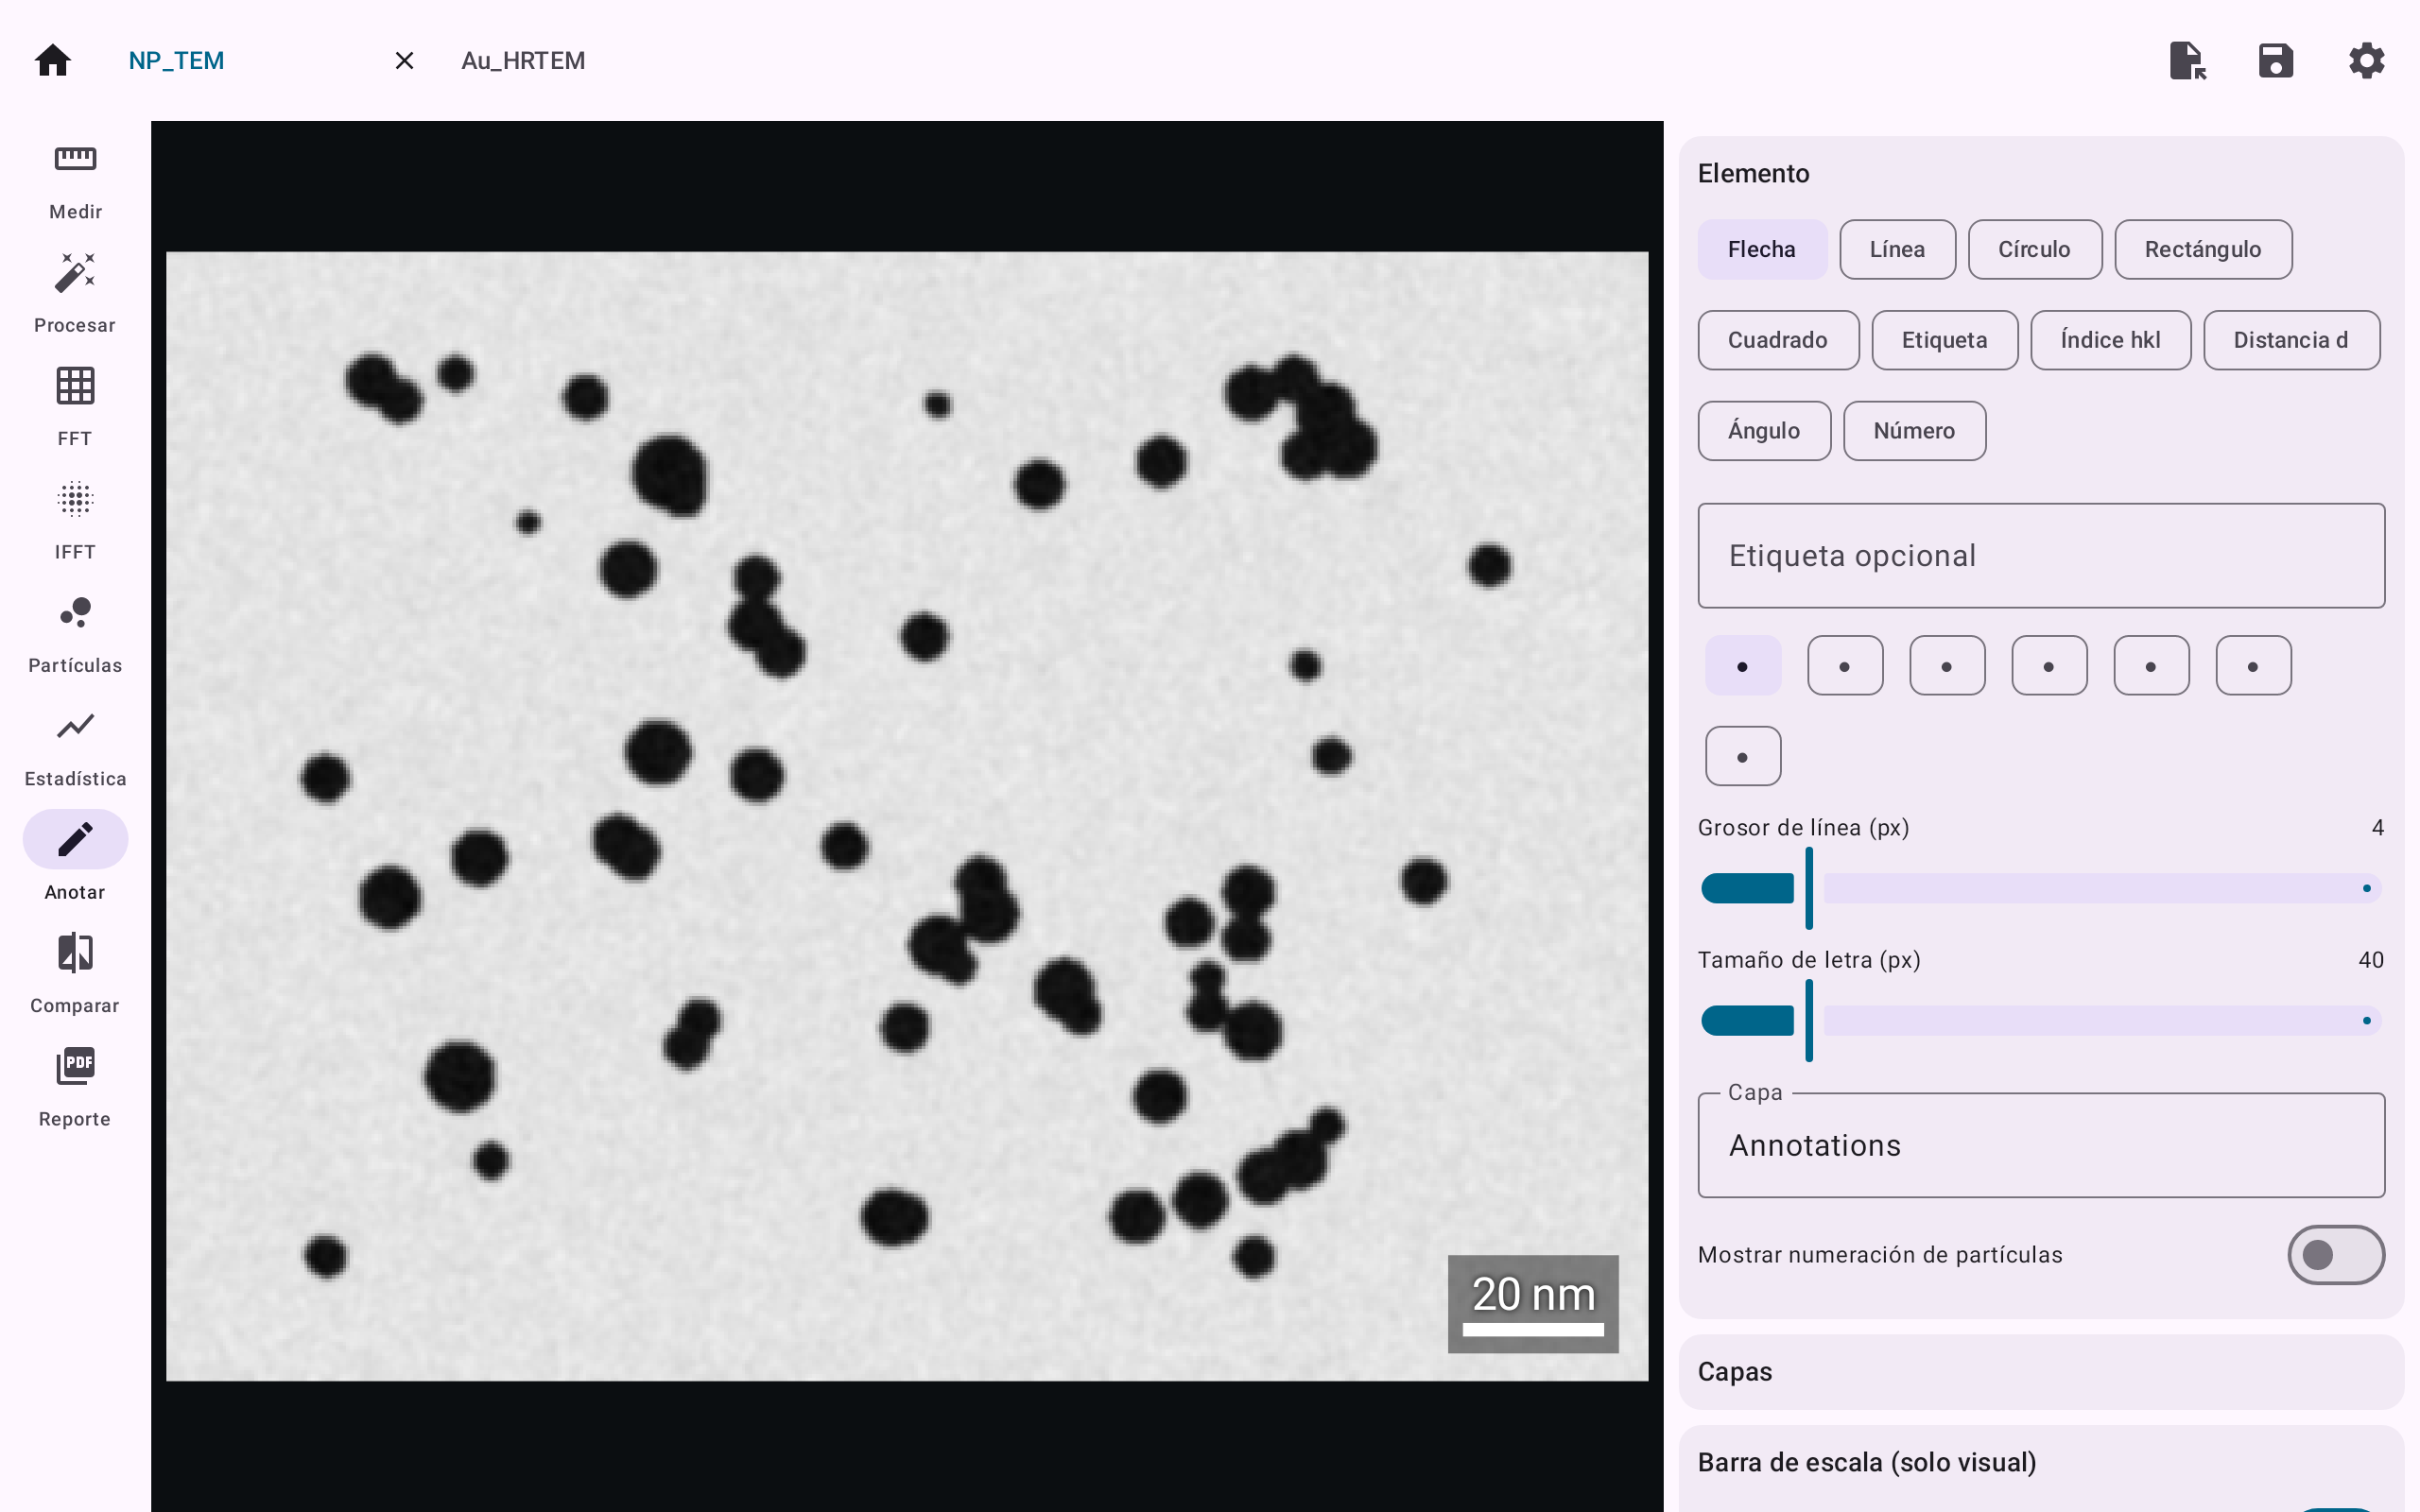 NP_TEM
Au_HRTEM
Medir
Procesar
FFT
IFFT
Partículas
Estadística
Anotar
Comparar
PDF
Reporte
20 nm
Elemento
Flecha Línea Círculo Rectángulo
Cuadrado Etiqueta Índice hkl Distancia d
Ángulo Número
Etiqueta opcional
Grosor de línea (px) 4
Tamaño de letra (px) 40
Capa
Annotations
Mostrar numeración de partículas
Capas
Barra de escala (solo visual)